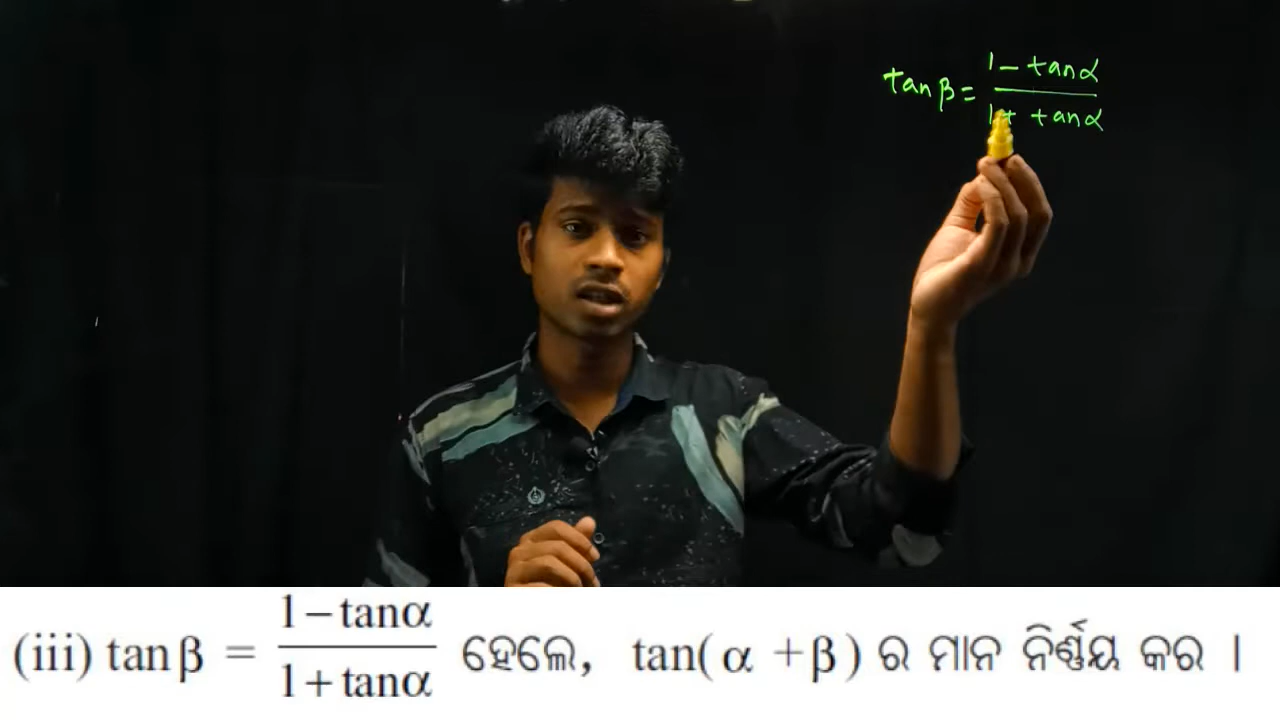 tan β = (1 - tan α) / (1 + tan α)
(iii) tan β = (1 - tanα) / (1 + tanα) ହେଲେ, tan( α + β ) ର ମାନ ନିର୍ଣ୍ଣୟ କର ।